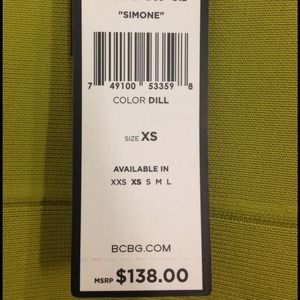 "SIMONE"
7 49100 53359 8
COLOR DILL
SIZE XS
AVAILABLE IN
XXS XS S M L
BCBG.COM
MSRP $138.00